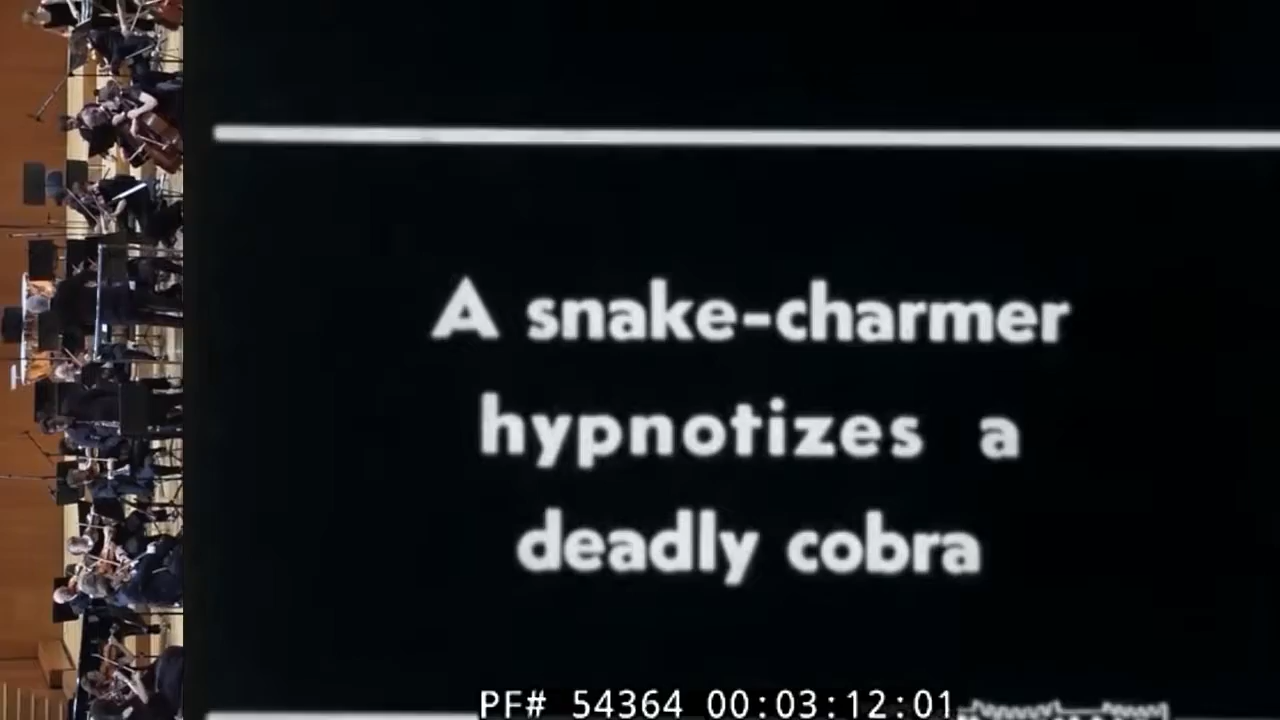 A snake-charmer
hypnotizes a
deadly cobra
PF# 54364 00:03:12:01